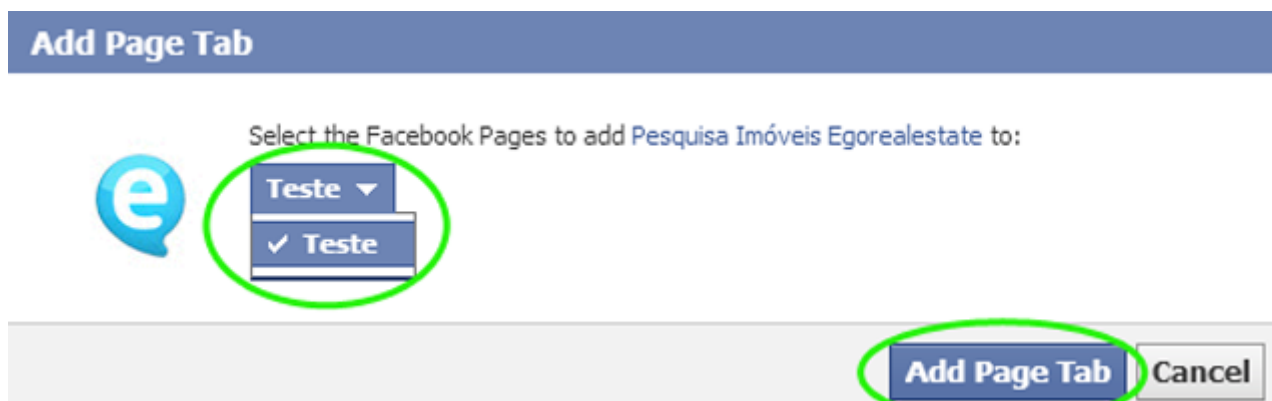 Add Page Tab
Select the Facebook Pages to add Pesquisa Imóveis Egorealestate to:
Teste
✓ Teste
Add Page Tab Cancel